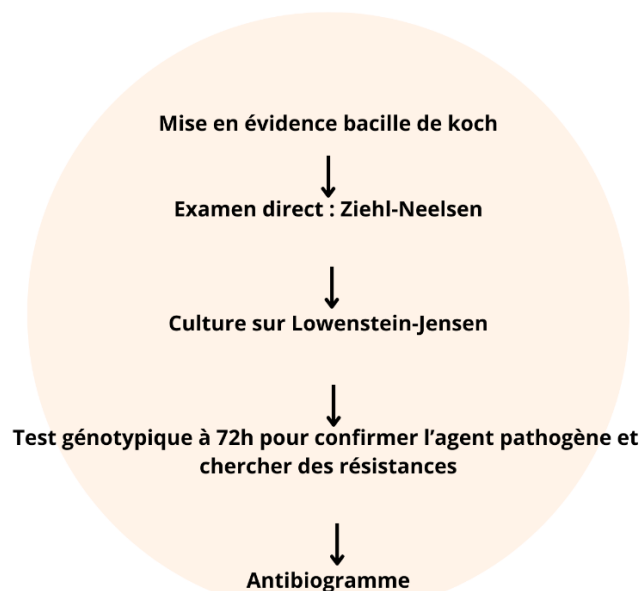 Mise en évidence bacille de koch
Examen direct : Ziehl-Neelsen
Culture sur Lowenstein-Jensen
Test génotypique à 72h pour confirmer l'agent pathogène et
chercher des résistances
Antibiogramme